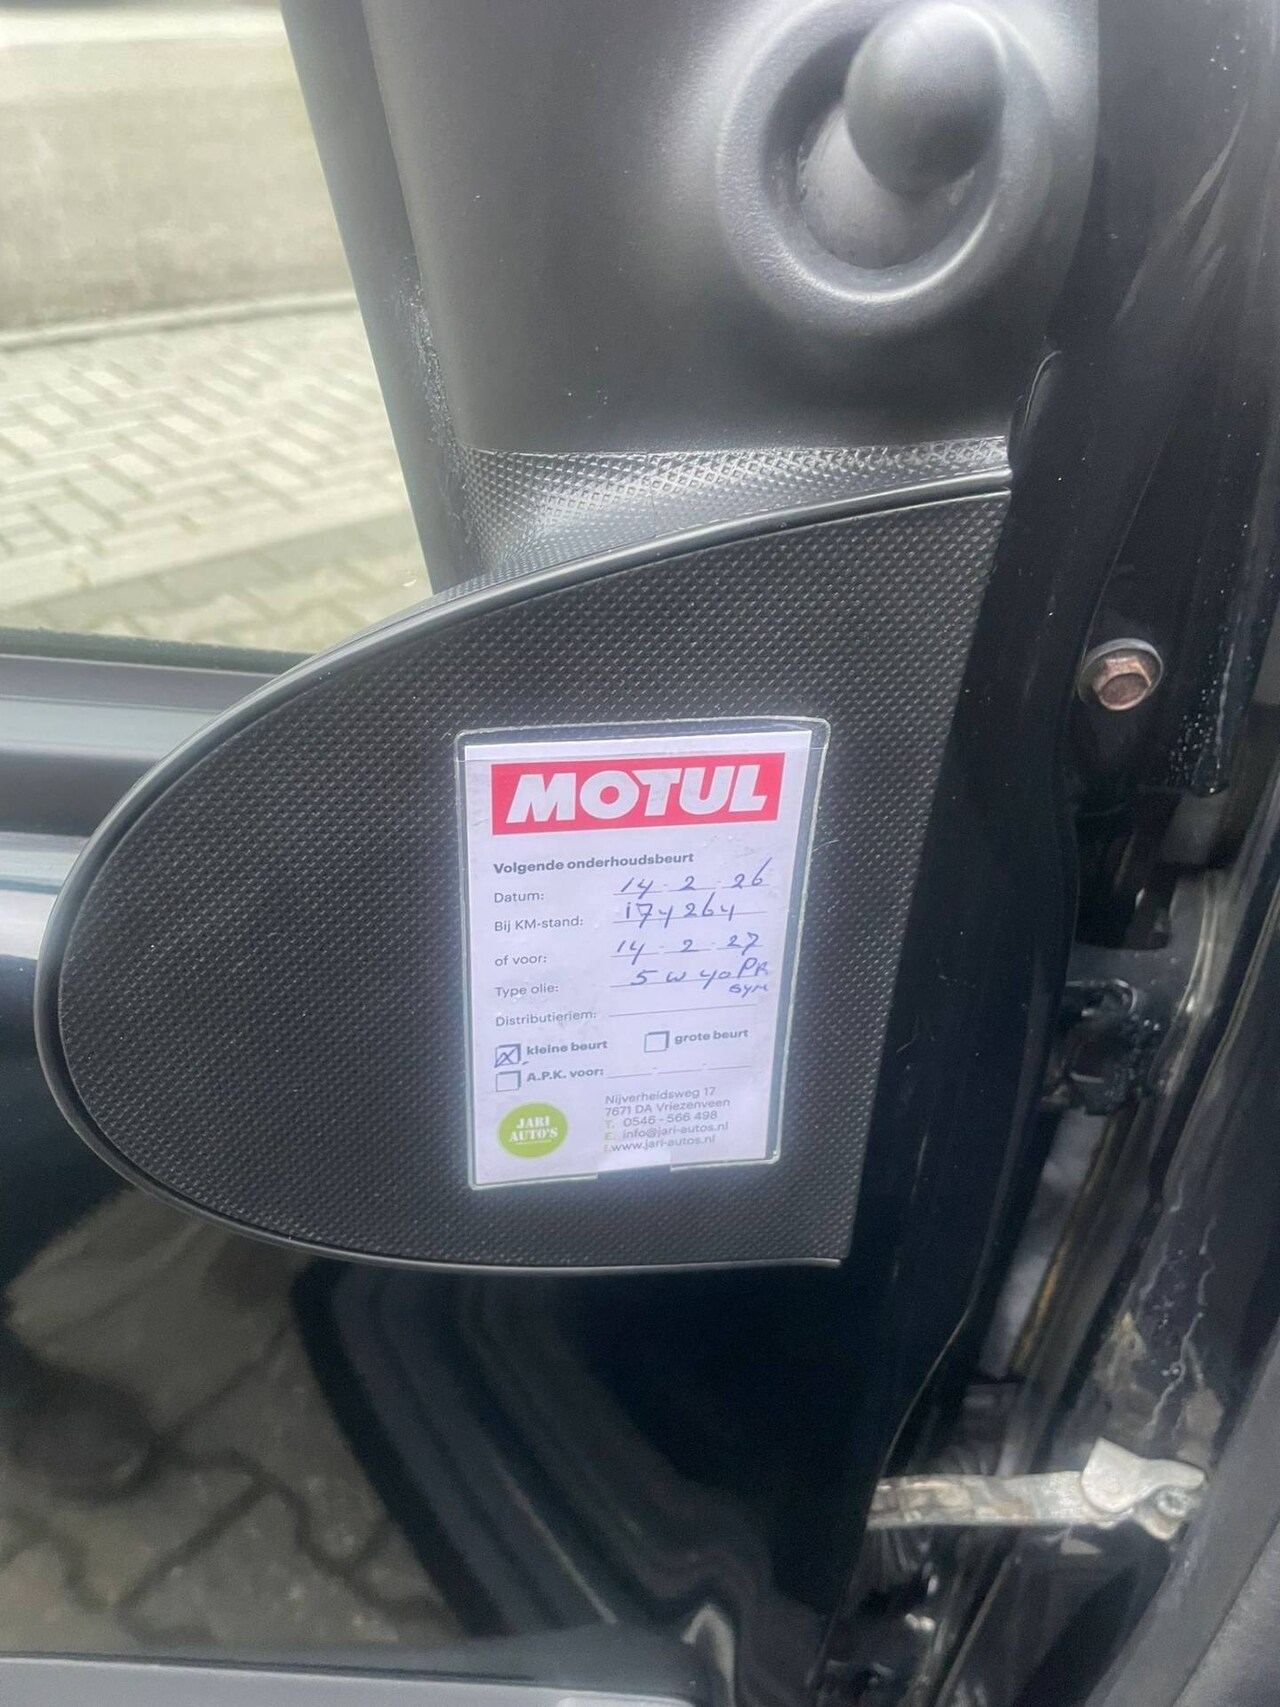 MOTUL
Volgende onderhoudsbeurt
Datum: 14-2-26
Bij KM-stand: 174264
of voor: 14-2-27
Type olie: 5W40 PR
Distributieriem:
kleine beurt grote beurt
A.P.K. voor:
JARI
AUTO'S
Nijverheidsweg 17
7671 DA Vriezenveen
T. 0546 - 566 498
E. info@jari-autos.nl
I. www.jari-autos.nl